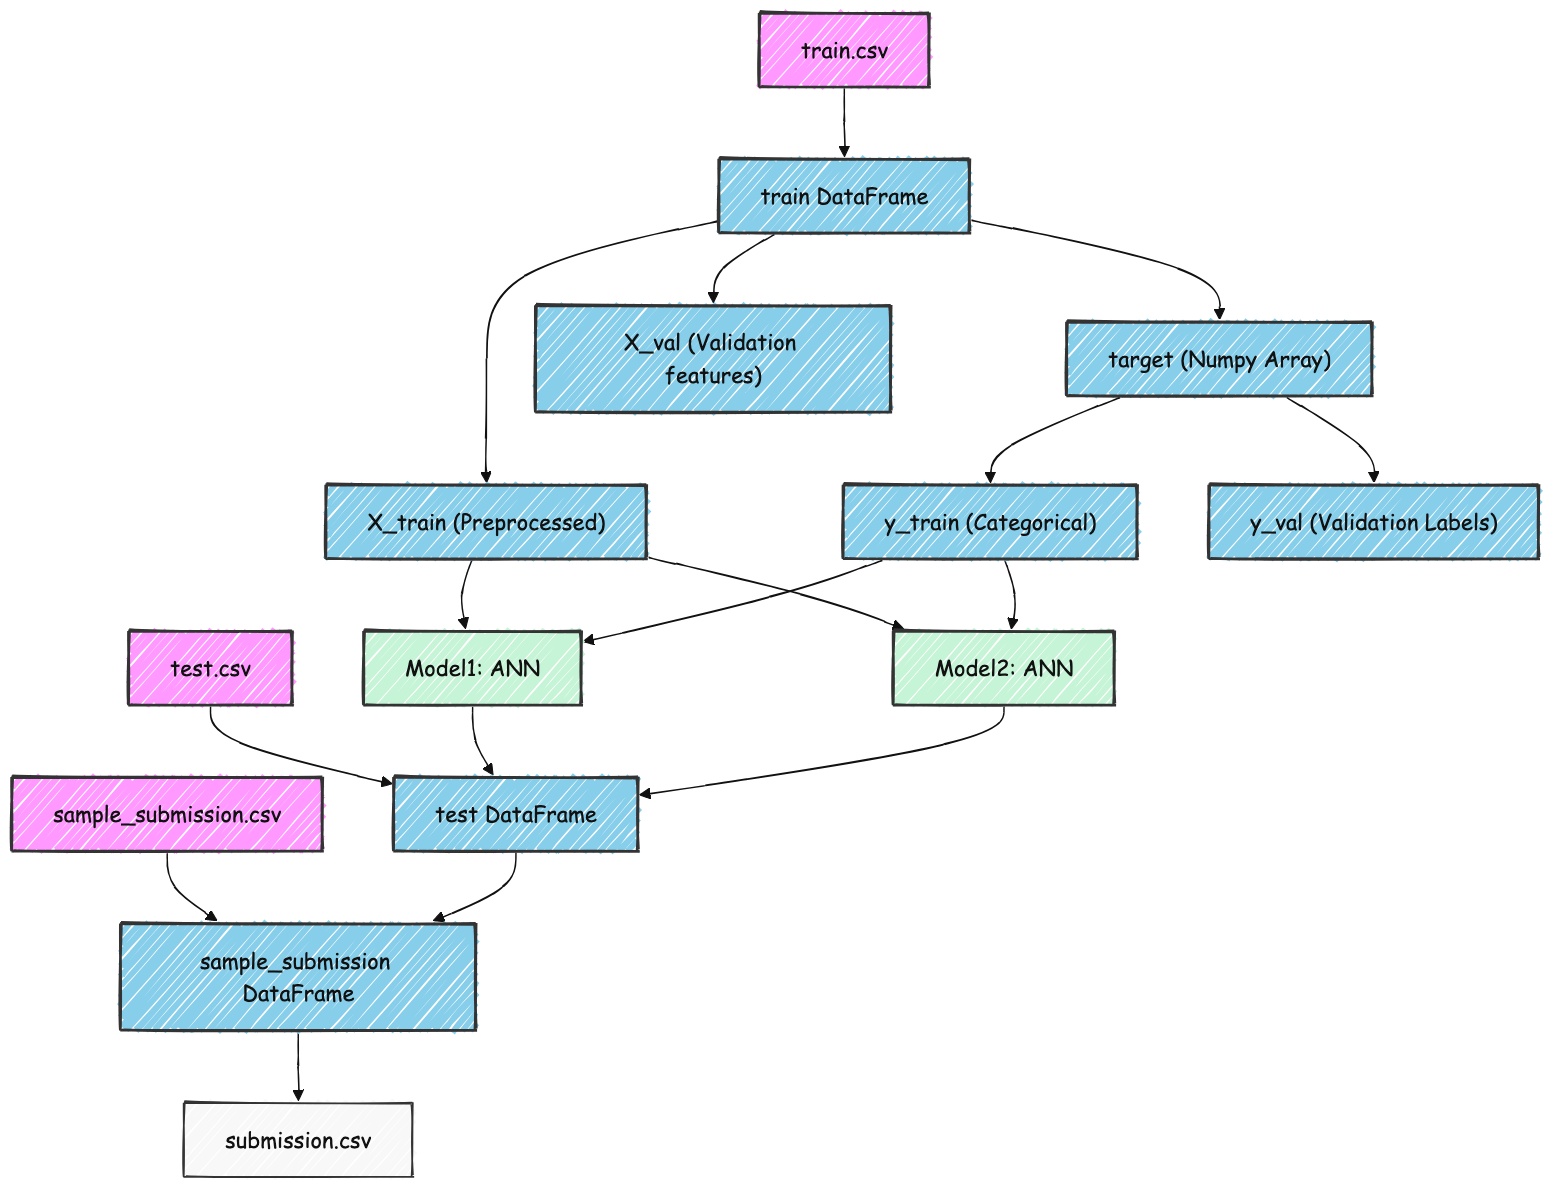 train.csv
train DataFrame
X_val (Validation
features)
target (Numpy Array)
X_train (Preprocessed)
y_train (Categorical)
y_val (Validation Labels)
test.csv
Model1: ANN
Model2: ANN
sample_submission.csv
test DataFrame
sample_submission
DataFrame
submission.csv